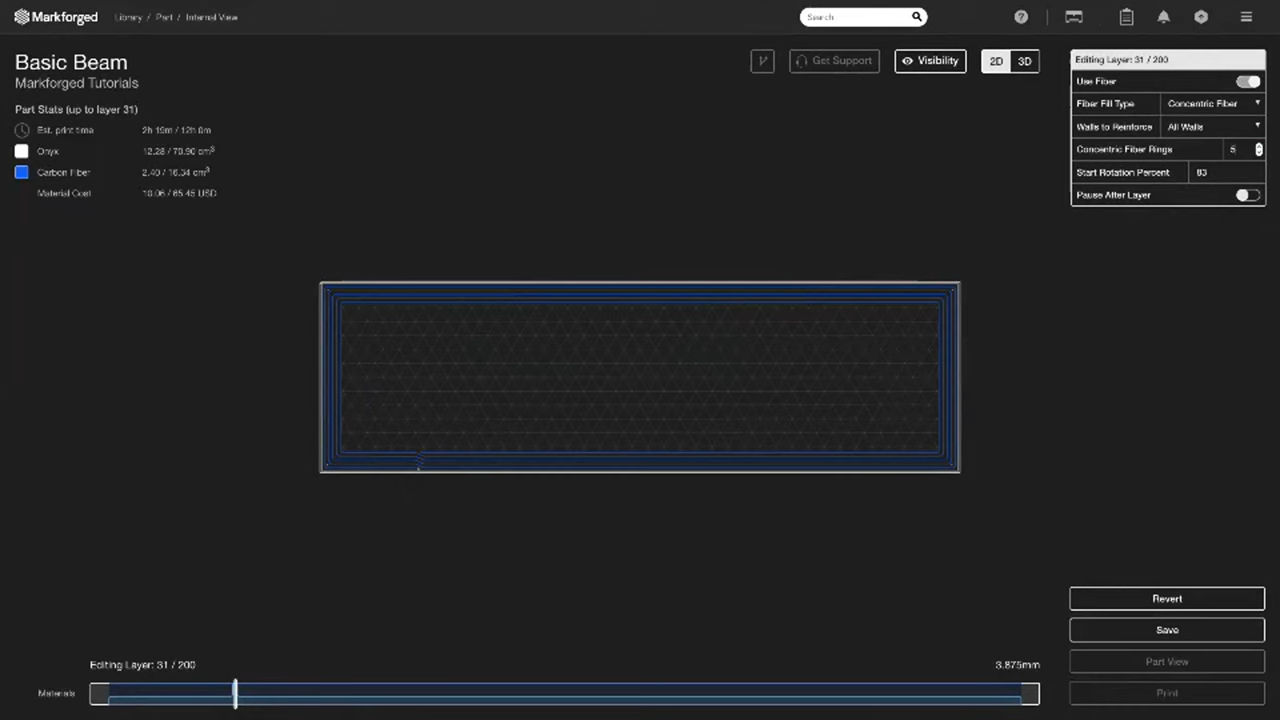 Markforged
Library / Part / Internal View
Search
Basic Beam
Markforged Tutorials
Get Support
Visibility
2D
3D
Part Stats (up to layer 31)
Est. print time 2h 19m / 12h 0m
Onyx 12.28 / 70.90 cm³
Carbon Fiber 2.40 / 16.34 cm³
Material Cost 10.06 / 65.45 USD
Editing Layer: 31 / 200
Use Fiber
Fiber Fill Type Concentric Fiber
Walls to Reinforce All Walls
Concentric Fiber Rings 5
Start Rotation Percent 83
Pause After Layer
Revert
Save
Part View
Print
Editing Layer: 31 / 200
3.875mm
Materials